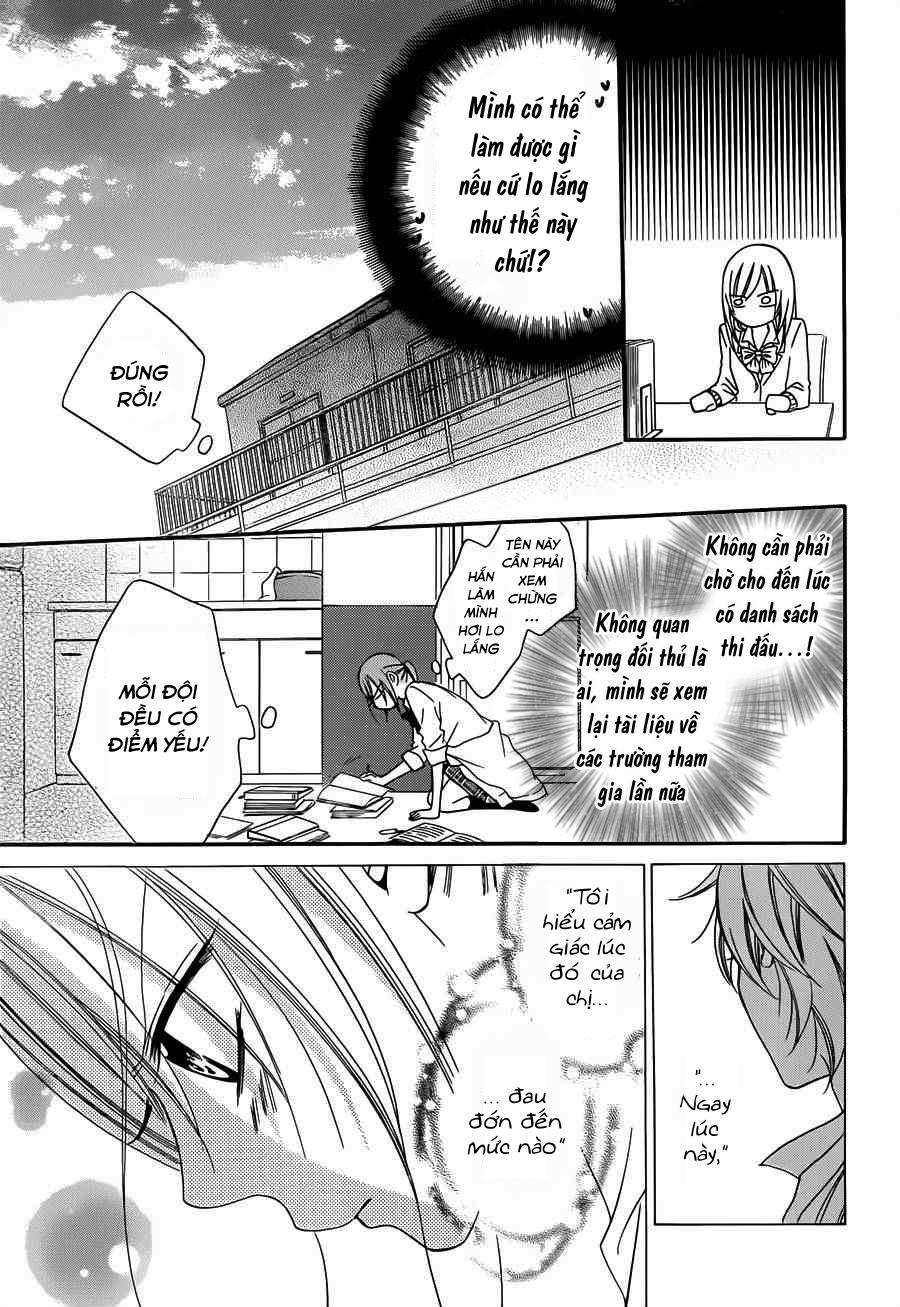 Mình có thể
làm được gì
nếu cứ lo lắng
như thế này
chứ!?
ĐÚNG
RỒI!
Không cần phải
chờ cho đến lúc
có danh sách
thi đấu...!
Không quan
trọng đối thủ là
ai, mình sẽ xem
lại tài liệu về
các trường tham
gia lần nữa
TÊN NÀY
CẦN PHẢI
XEM
CHỪNG
...
HẮN
LÀM
MÌNH
HƠI LO
LẮNG
MỖI ĐỘI
ĐỀU CÓ
ĐIỂM YẾU!
"...
Ngay
lúc
này,"
"Tôi
hiểu cảm
giác lúc
đó của
chị...
... đau
đớn đến
mức nào"